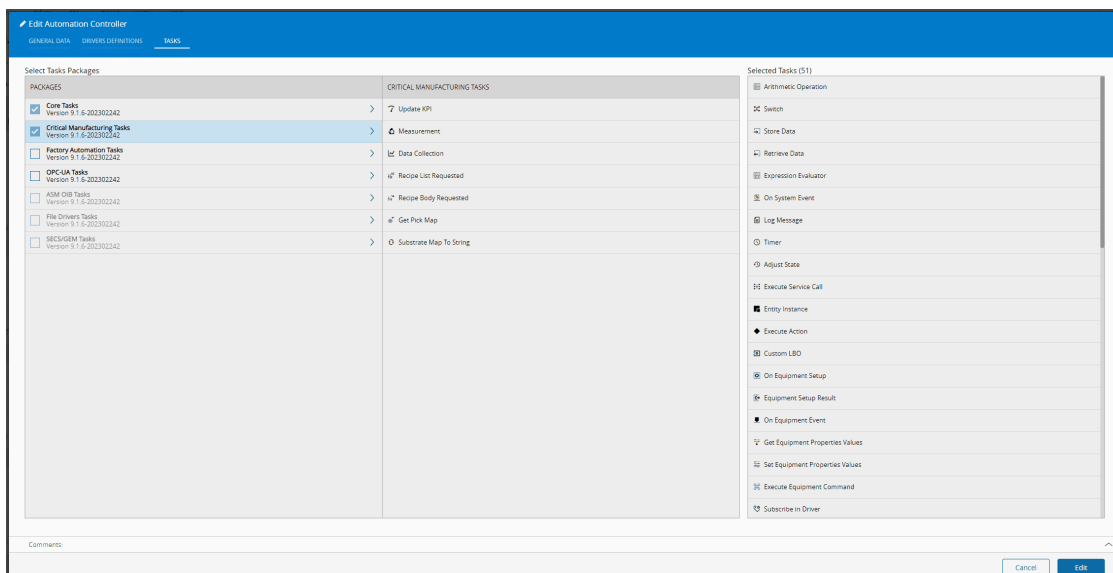 Edit Automation Controller
GENERAL DATA DRIVERS DEFINITIONS TASKS
Select Tasks Packages
PACKAGES
Core Tasks
Version 9.1.6-202302242
Critical Manufacturing Tasks
Version 9.1.6-202302242
Factory Automation Tasks
Version 9.1.6-202302242
OPC-UA Tasks
Version 9.1.6-202302242
ASM OIB Tasks
Version 9.1.6-202302242
File Drivers Tasks
Version 9.1.6-202302242
SECS/GEM Tasks
Version 9.1.6-202302242
CRITICAL MANUFACTURING TASKS
Update KPI
Measurement
Data Collection
Recipe List Requested
Recipe Body Requested
Get Pick Map
Substrate Map To String
Selected Tasks (51)
Arithmetic Operation
Switch
Store Data
Retrieve Data
Expression Evaluator
On System Event
Log Message
Timer
Adjust State
Execute Service Call
Entity Instance
Execute Action
Custom LBO
On Equipment Setup
Equipment Setup Result
On Equipment Event
Get Equipment Properties Values
Set Equipment Properties Values
Execute Equipment Command
Subscribe in Driver
Comments:
Cancel Edit